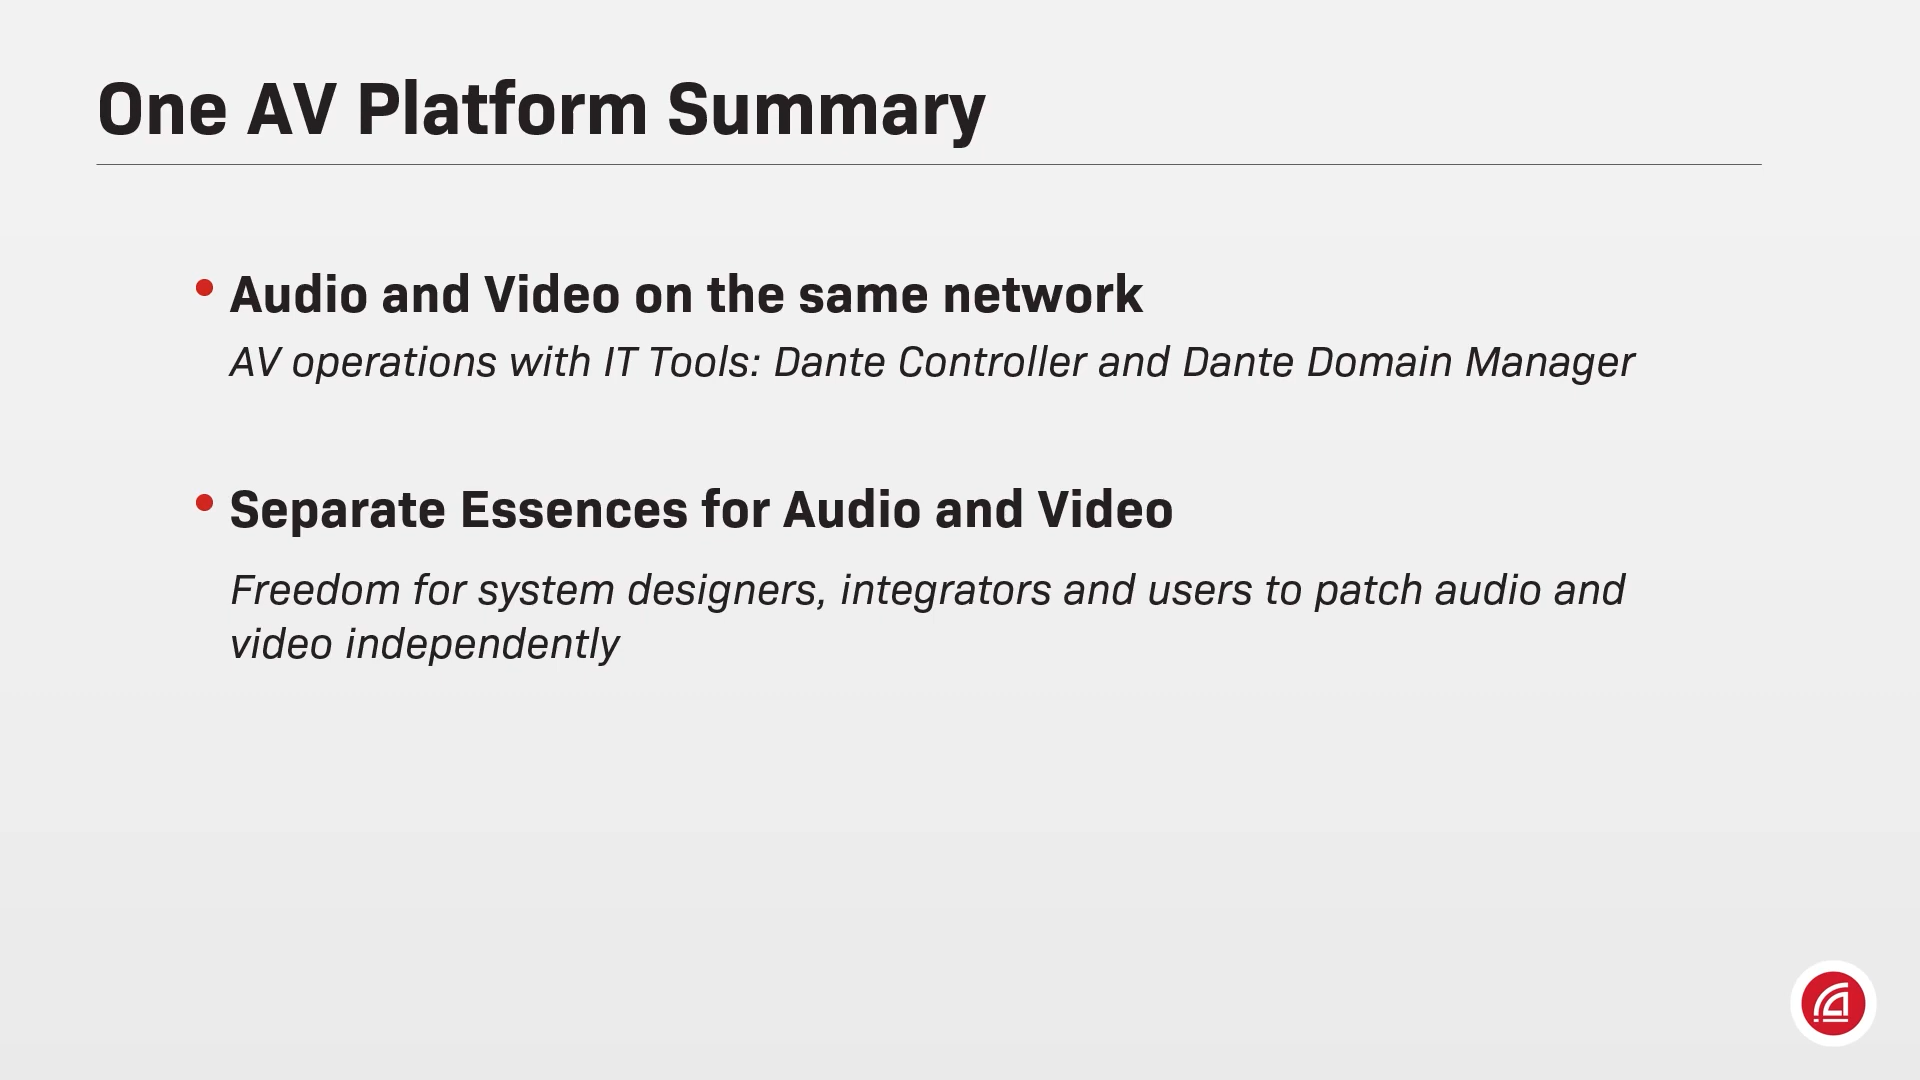 One AV Platform Summary
• Audio and Video on the same network
AV operations with IT Tools: Dante Controller and Dante Domain Manager
• Separate Essences for Audio and Video
Freedom for system designers, integrators and users to patch audio and
video independently